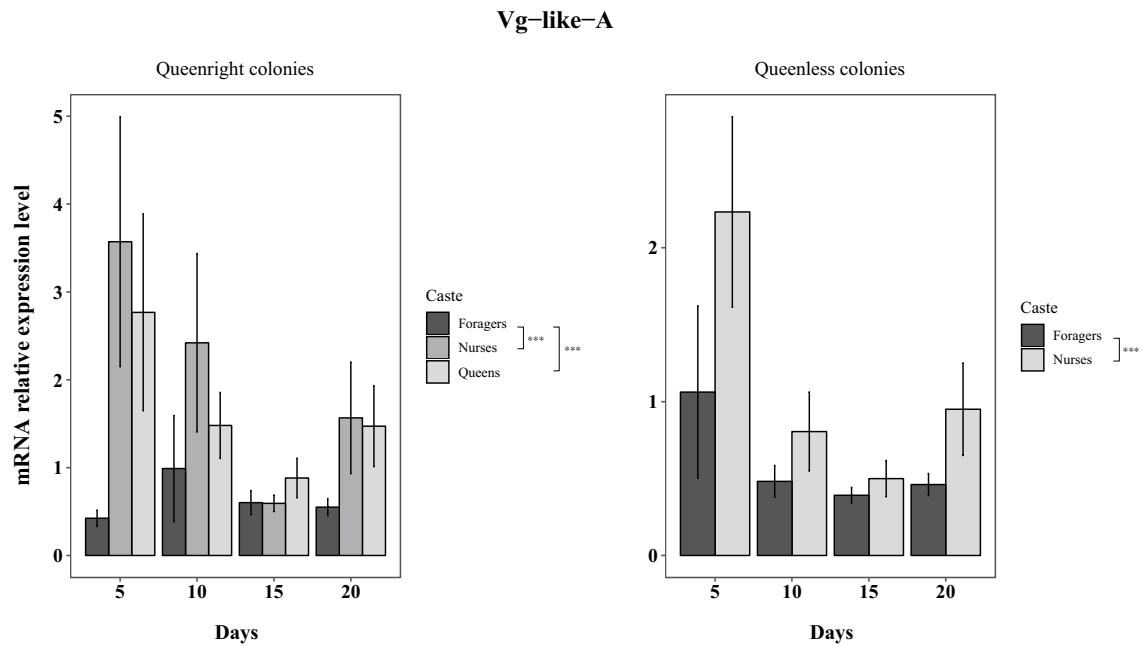 Vg−like−A
Queenright colonies
Queenless colonies
mRNA relative expression level
5
4
3
2
1
0
5
10
15
20
Days
Caste
Foragers
Nurses
Queens
***
***
2
1
0
5
10
15
20
Days
Caste
Foragers
Nurses
***